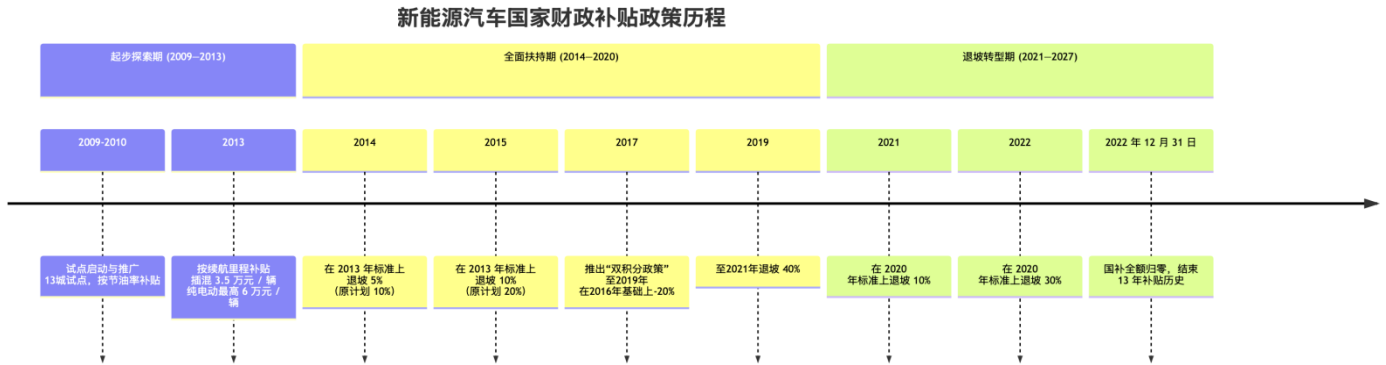 新能源汽车国家财政补贴政策历程
起步探索期 (2009—2013)
全面扶持期 (2014—2020)
退坡转型期 (2021—2027)
2009-2010
2013
2014
2015
2017
2019
2021
2022
2022 年 12 月 31 日
试点启动与推广
13城试点，按节油率补贴
按续航里程补贴
插混 3.5 万元 / 辆
纯电动最高 6 万元 /
辆
在 2013 年标准上
退坡 5%
（原计划 10%）
在 2013 年标准上
退坡 10%
（原计划 20%）
推出“双积分政策”
至2019年
在2016年基础上-20%
至2021年退坡 40%
在 2020
年标准上退坡 10%
在 2020
年标准上退坡 30%
国补全额归零，结束
13 年补贴历史